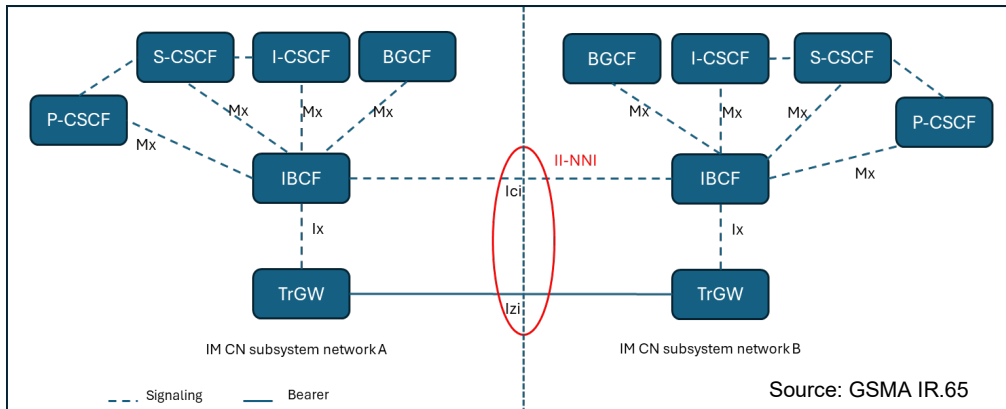 S-CSCF
I-CSCF
BGCF
P-CSCF
Mx
Mx
Mx
Mx
IBCF
Ix
TrGW
IM CN subsystem network A
II-NNI
Ici
Izi
BGCF
I-CSCF
S-CSCF
P-CSCF
Mx
Mx
Mx
Mx
IBCF
Ix
TrGW
IM CN subsystem network B
Signaling
Bearer
Source: GSMA IR.65